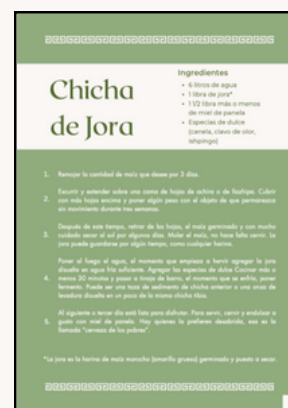 Chicha
de Jora
Ingredientes
• 6 litros de agua
• 1 libra de jora*
• 1 1/2 libra más o menos
de miel de panela
• Especias de dulce
(canela, clavo de olor,
ishpingo)
1. Remojar la cantidad de maíz que desee por 3 días.
2. Escurrir y extender sobre una cama de hojas de achira o de Cubrir
con más hojas encima y poner algún peso con el objeto de que permanezca
sin movimiento durante tres semanas.
3. Después de este tiempo, retirar de las hojas, el maíz germinado y con mucho
cuidado secar al sol por algunos días. Moler el maíz, no hace falta cernir. La
jora puede guardarse por algún tiempo, como cualquier harina.
4. Poner al fuego el agua, al momento que empieza a hervir agregar la jora
disuelta en agua fría suficiente. Agregar las especias de dulce Cocinar más o
menos 30 minutos y pasar a tinaja de barro, al momento que se enfrío, poner
fermento. Puede ser una taza de sedimento de chicha anterior o una onza de
levadura disuelta en un poco de la misma chicha tibia.
5. Al siguiente o tercer día está lista para disfrutar. Para servir, cernir y endulzar a
gusto con miel de panela. Hay quienes la prefieren desabrida, esa es la
llamada "cerveza de los pobres".
*La jora es la harina de maíz morocho (amarillo grueso) germinado y puesto a secar.